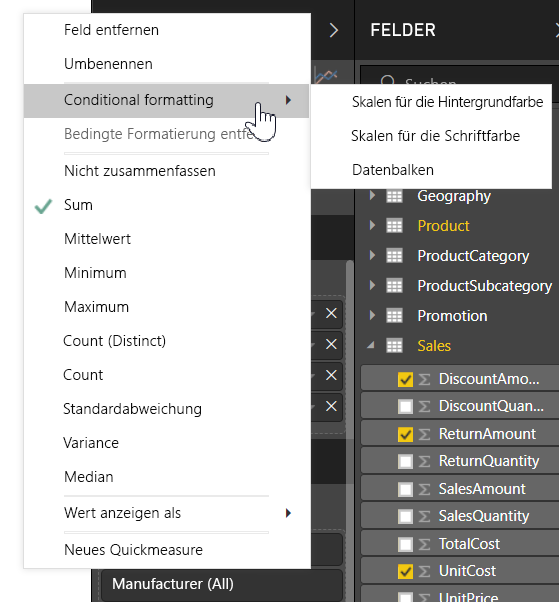 Feld entfernen
Umbenennen
Conditional formatting
Bedingte Formatierung entfe
Nicht zusammenfassen
Sum
Mittelwert
Minimum
Maximum
Count (Distinct)
Count
Standardabweichung
Variance
Median
Wert anzeigen als
Neues Quickmeasure
Skalen für die Hintergrundfarbe
Skalen für die Schriftfarbe
Datenbalken
Manufacturer (All)
FELDER
Suchen
Geography
Product
ProductCategory
ProductSubcategory
Promotion
Sales
DiscountAmo...
DiscountQuan...
ReturnAmount
ReturnQuantity
SalesAmount
SalesQuantity
TotalCost
UnitCost
UnitPrice